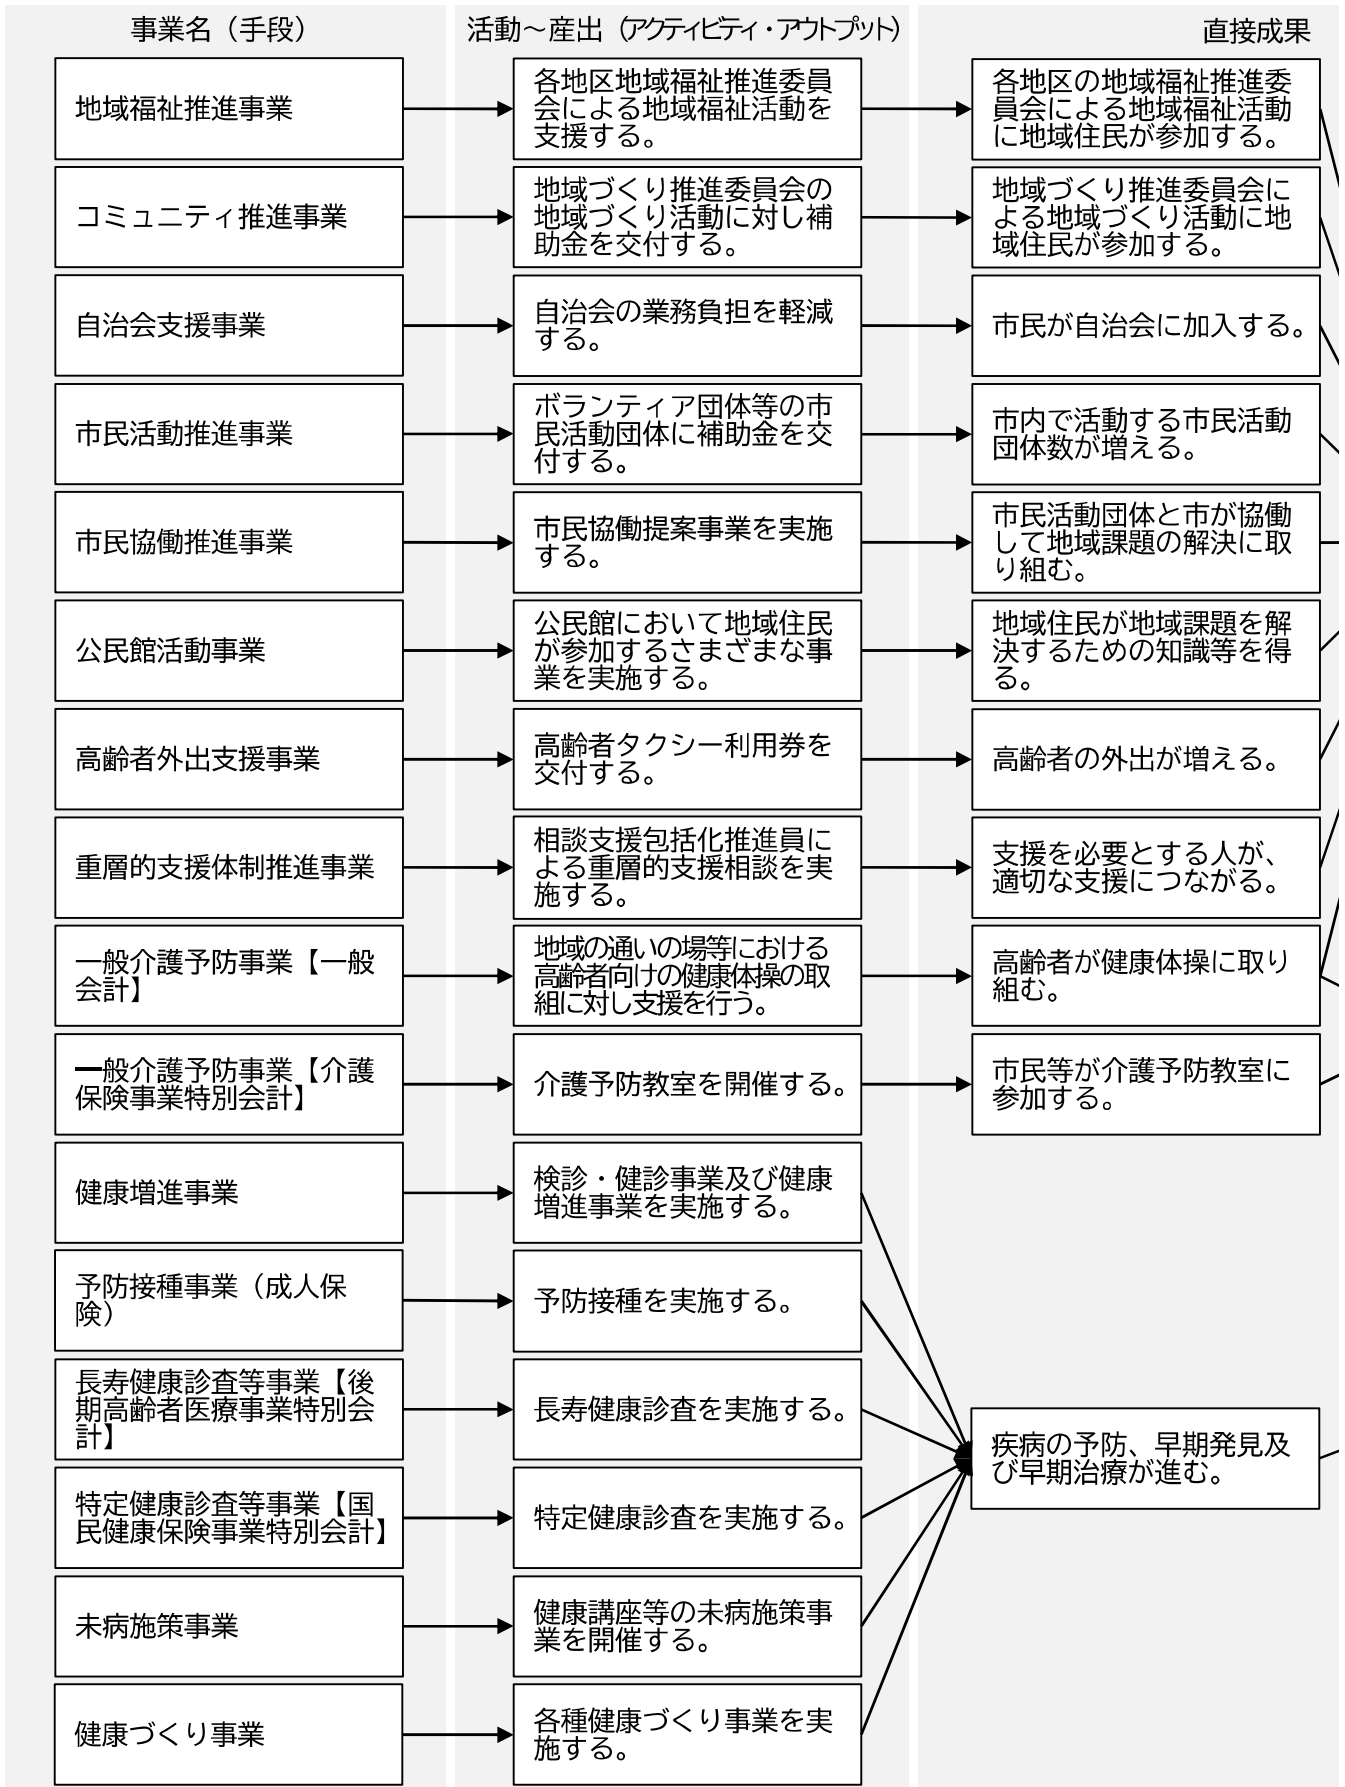 事業名（手段）
活動～産出（アクティビティ・アウトプット）
直接成果
地域福祉推進事業
各地区地域福祉推進委員
会による地域福祉活動を
支援する。
各地区の地域福祉推進委
員会による地域福祉活動
に地域住民が参加する。
コミュニティ推進事業
地域づくり推進委員会の
地域づくり活動に対し補
助金を交付する。
地域づくり推進委員会に
よる地域づくり活動に地
域住民が参加する。
自治会支援事業
自治会の業務負担を軽減
する。
市民が自治会に加入する。
市民活動推進事業
ボランティア団体等の市
民活動団体に補助金を交
付する。
市内で活動する市民活動
団体数が増える。
市民協働推進事業
市民協働提案事業を実施
する。
市民活動団体と市が協働
して地域課題の解決に取
り組む。
公民館活動事業
公民館において地域住民
が参加するさまざまな事
業を実施する。
地域住民が地域課題を解
決するための知識等を得
る。
高齢者外出支援事業
高齢者タクシー利用券を
交付する。
高齢者の外出が増える。
重層的支援体制推進事業
相談支援包括化推進員に
よる重層的支援相談を実
施する。
支援を必要とする人が、
適切な支援につながる。
一般介護予防事業【一般
会計】
地域の通いの場等における
高齢者向けの健康体操の取
組に対し支援を行う。
高齢者が健康体操に取り
組む。
一般介護予防事業【介護
保険事業特別会計】
介護予防教室を開催する。
市民等が介護予防教室に
参加する。
健康増進事業
検診・健診事業及び健康
増進事業を実施する。
予防接種事業（成人保
険）
予防接種を実施する。
長寿健康診査等事業【後
期高齢者医療事業特別会
計】
長寿健康診査を実施する。
疾病の予防、早期発見及
び早期治療が進む。
特定健康診査等事業【国
民健康保険事業特別会計】
特定健康診査を実施する。
未病施策事業
健康講座等の未病施策事
業を開催する。
健康づくり事業
各種健康づくり事業を実
施する。